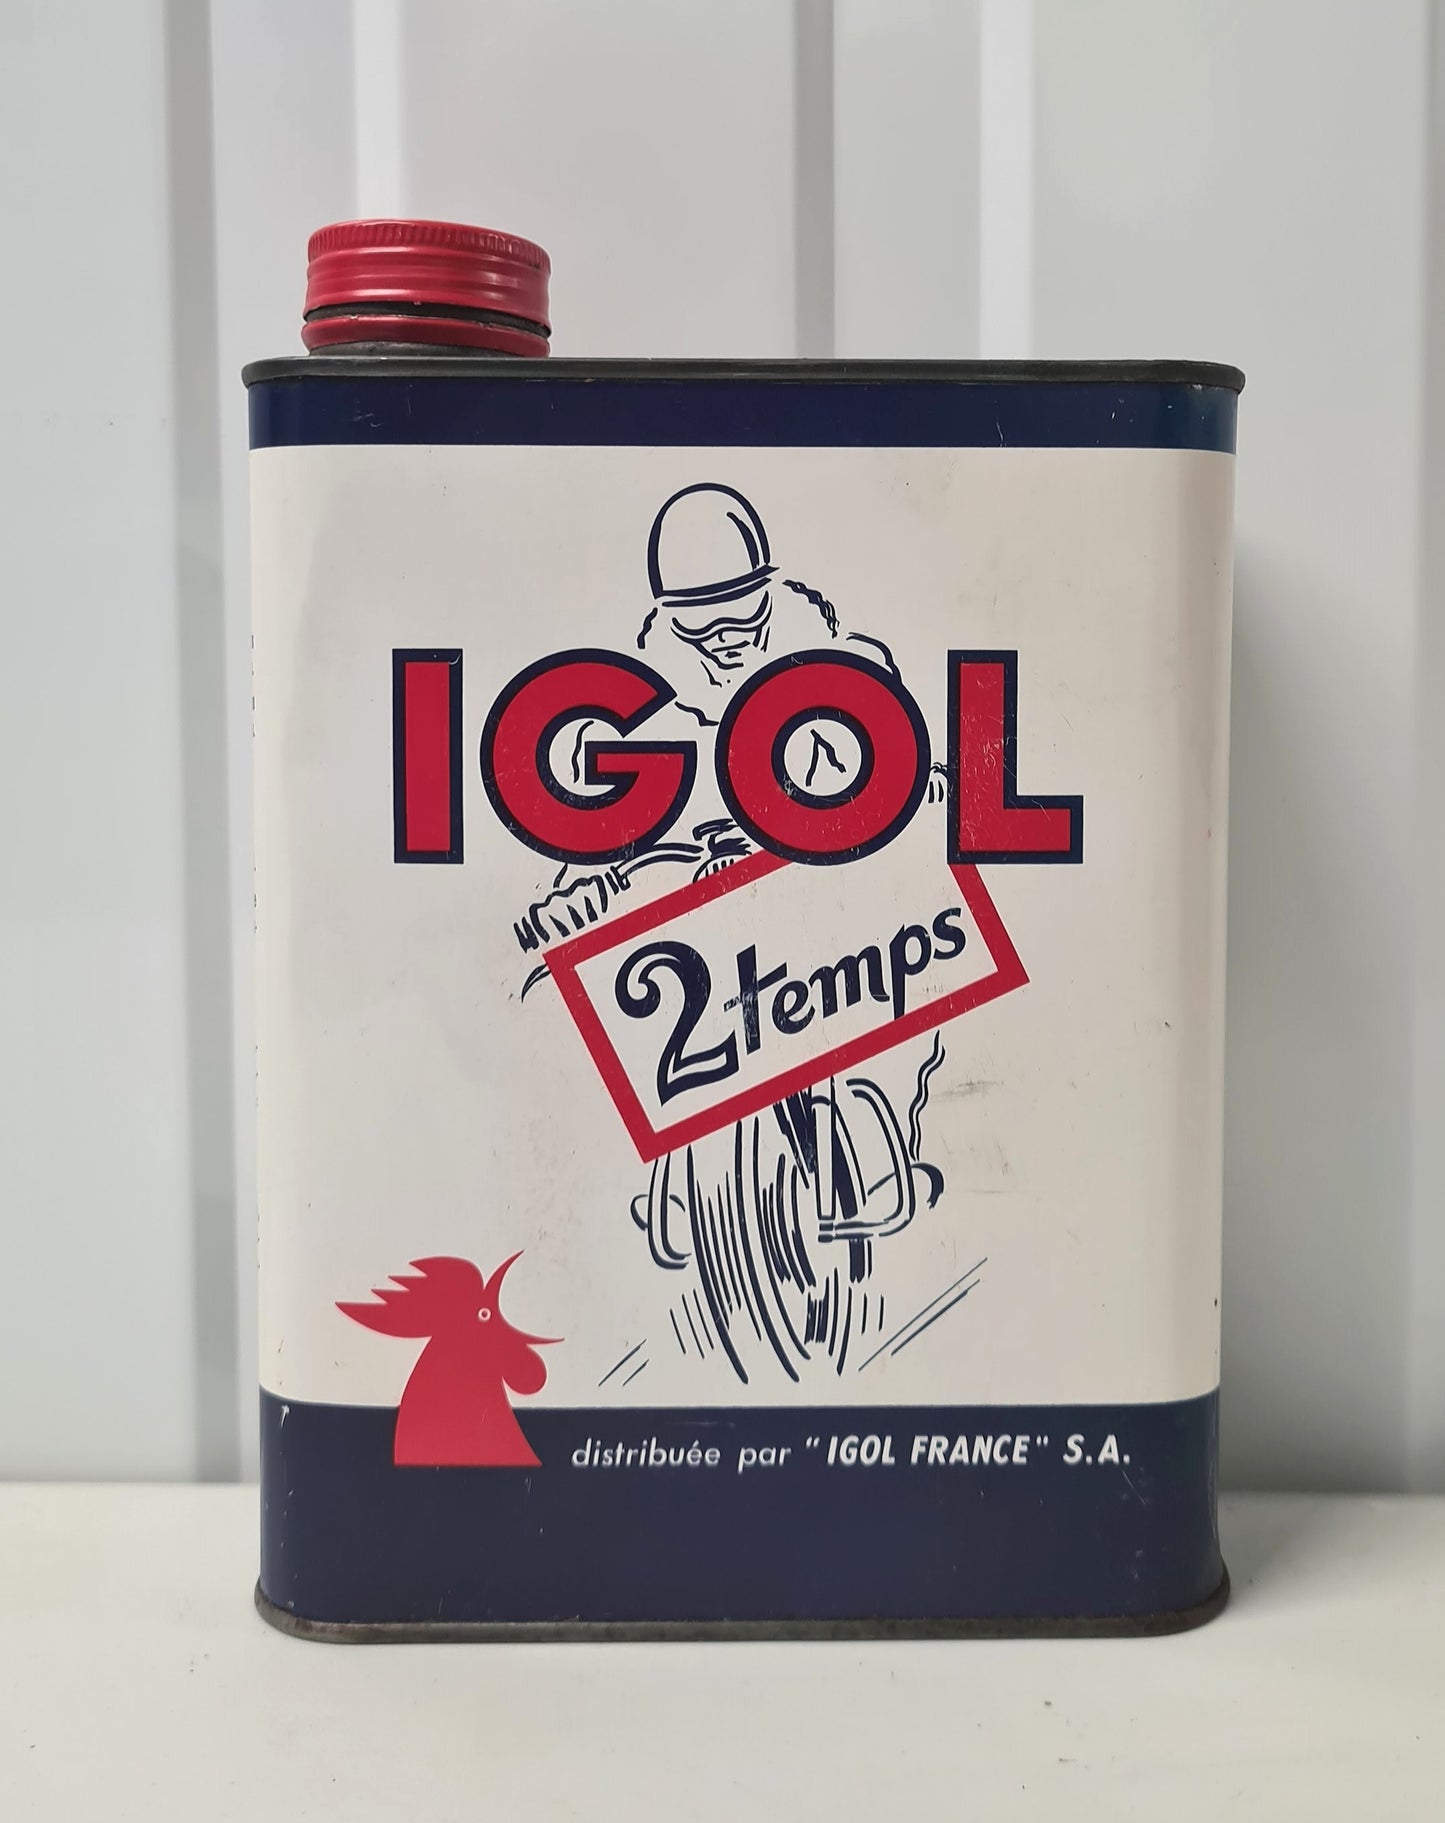 IGOL
2temps
distribuée par "IGOL FRANCE" S.A.